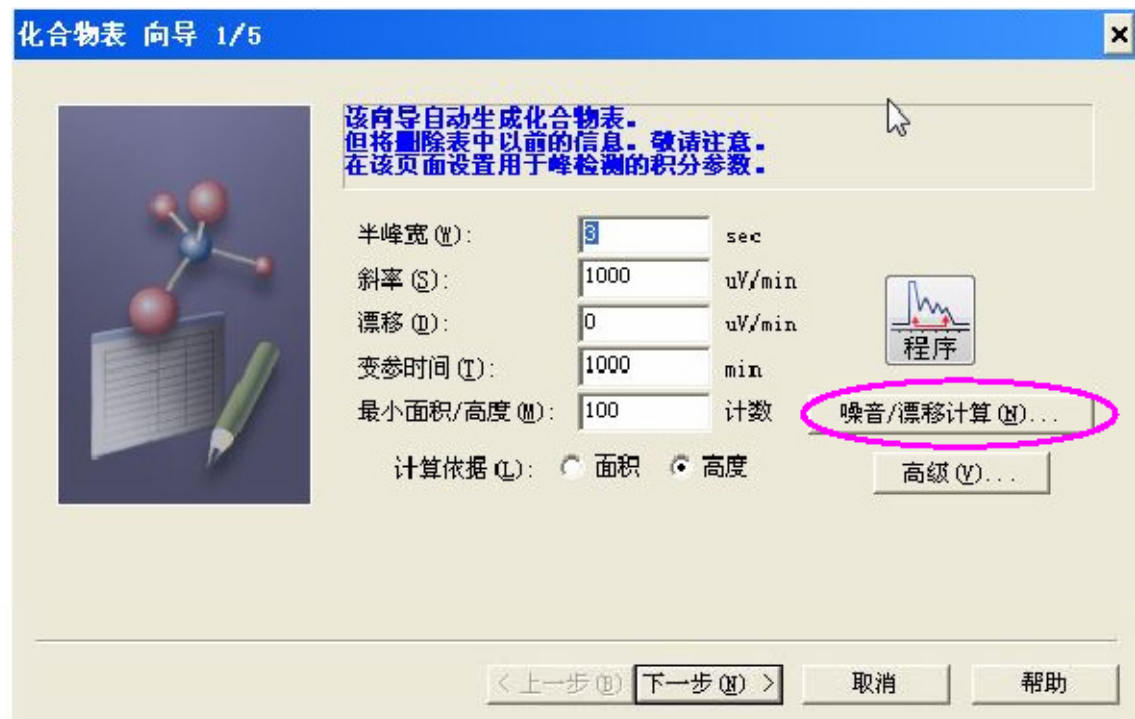 化合物表 向导 1/5
该向导自动生成化合物表。
但将删除表中以前的信息。敬请注意。
在该页面设置用于峰检测的积分参数。
半峰宽(W): 3 sec
斜率(S): 1000 uV/min
漂移(D): 0 uV/min
变参时间(T): 1000 min
最小面积/高度(M): 100 计数
计算依据(L): 面积 高度
程序
噪音/漂移计算(N)...
高级(V)...
< 上一步(B) 下一步(N) > 取消 帮助